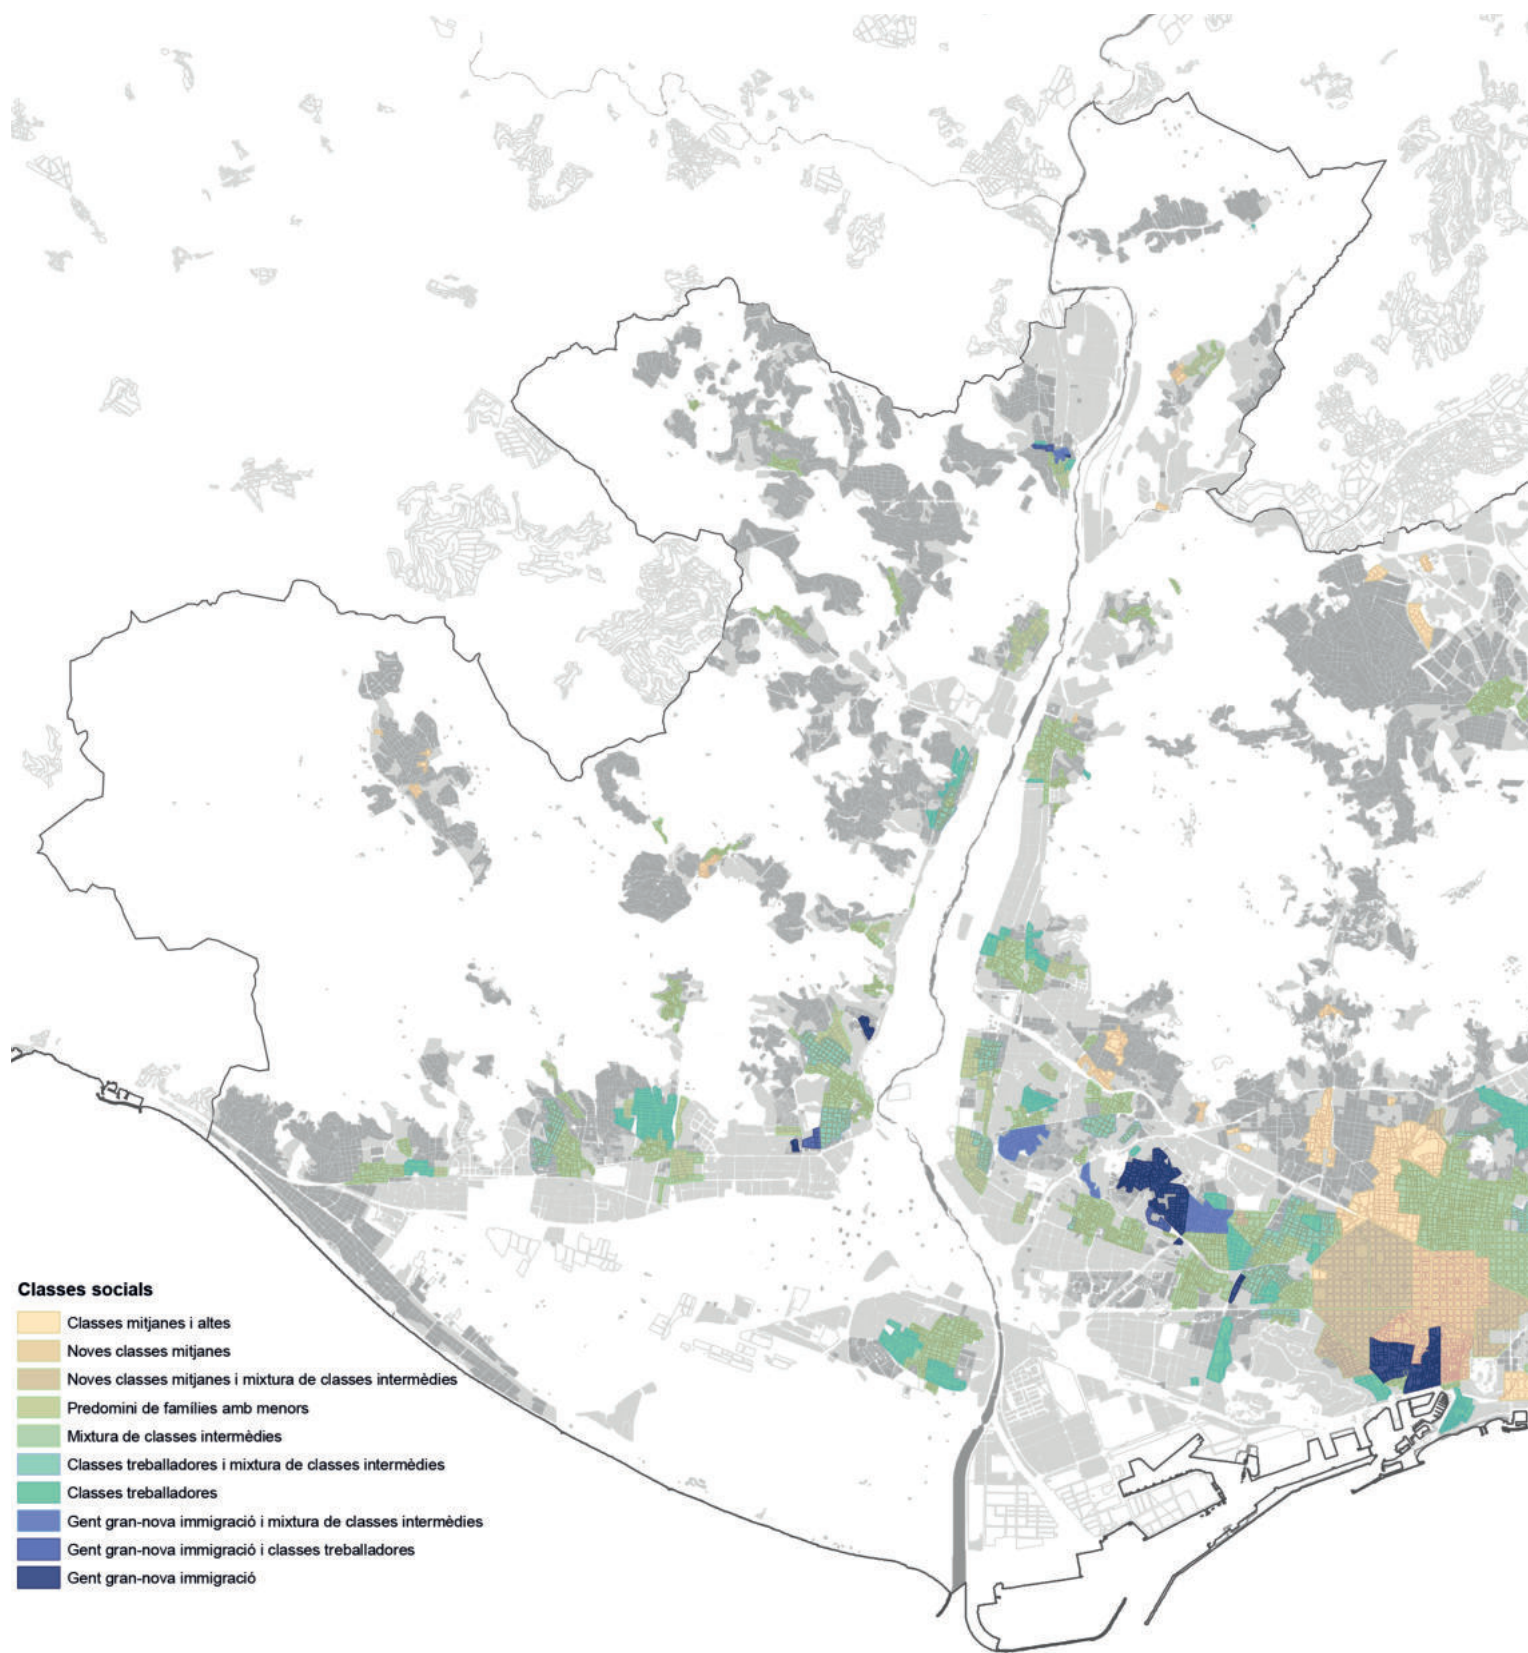 Classes socials
Classes mitjanes i altes
Noves classes mitjanes
Noves classes mitjanes i mixtura de classes intermèdies
Predomini de famílies amb menors
Mixtura de classes intermèdies
Classes treballadores i mixtura de classes intermèdies
Classes treballadores
Gent gran-nova immigració i mixtura de classes intermèdies
Gent gran-nova immigració i classes treballadores
Gent gran-nova immigració